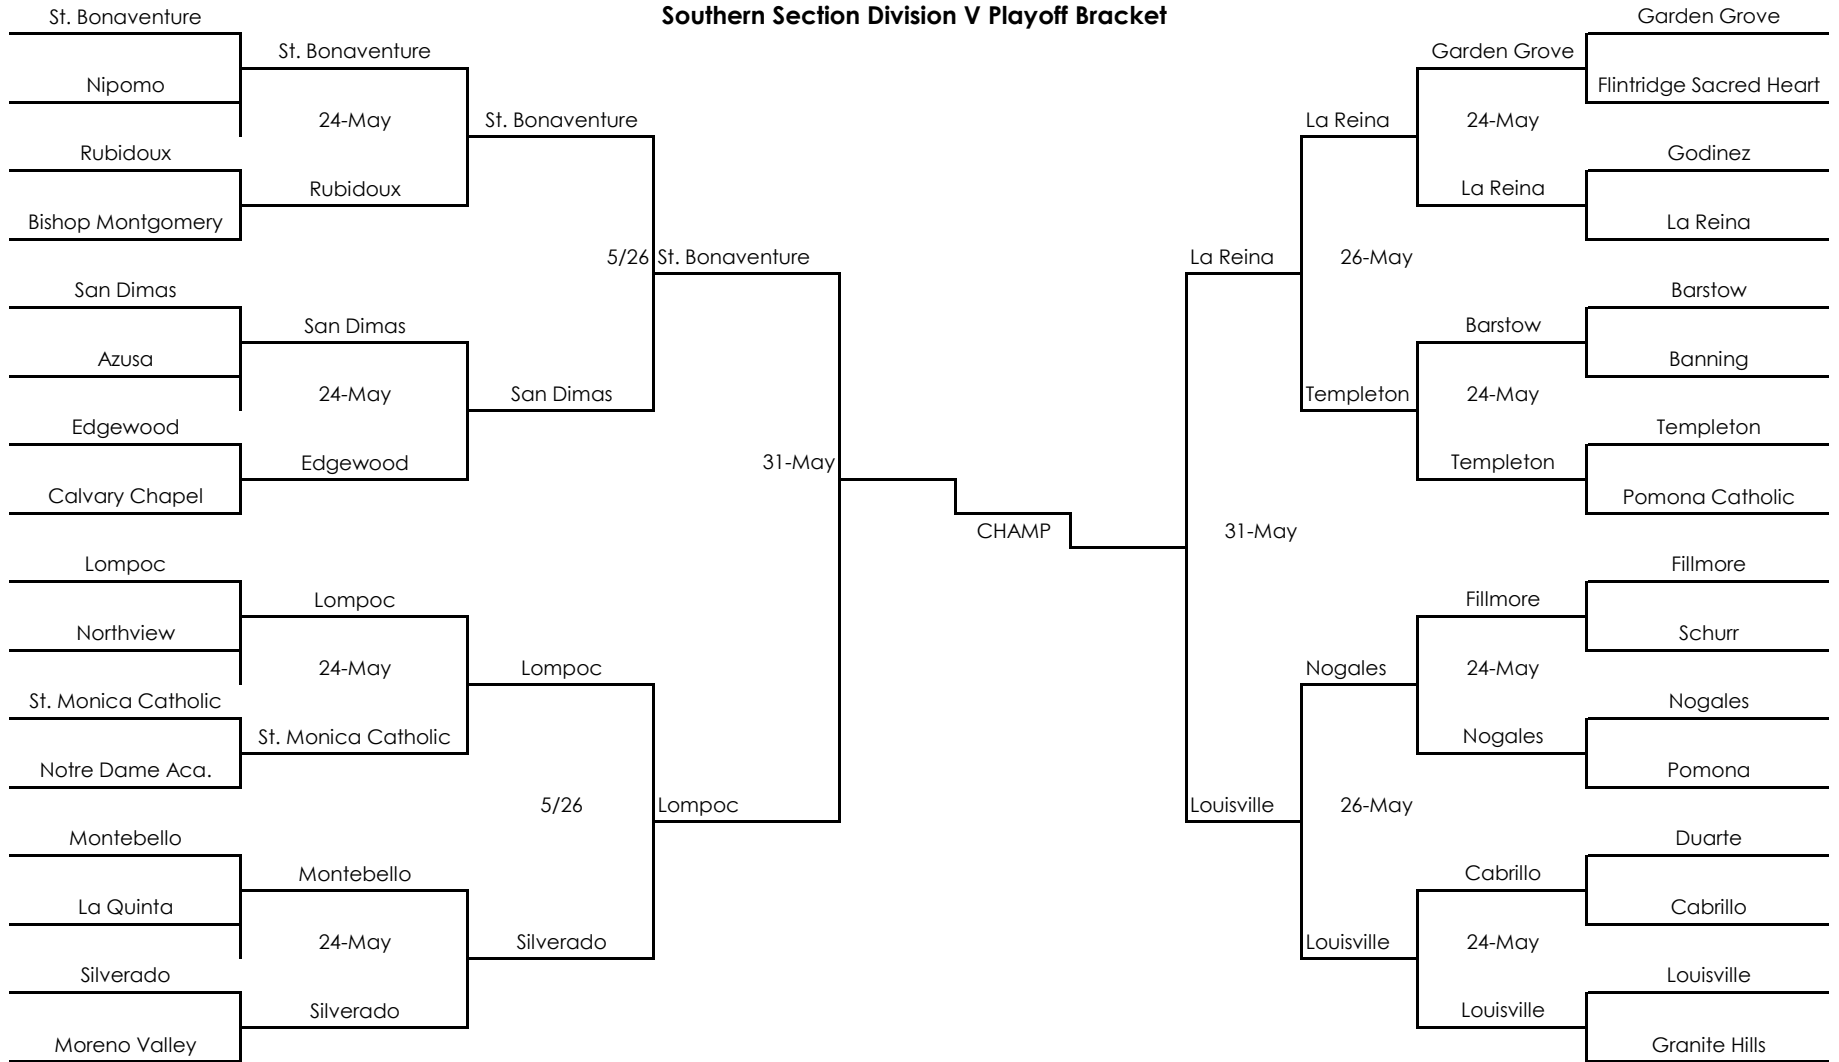 Southern Section Division V Playoff Bracket
St. Bonaventure
Nipomo
Rubidoux
Bishop Montgomery
San Dimas
Azusa
Edgewood
Calvary Chapel
Lompoc
Northview
St. Monica Catholic
Notre Dame Aca.
Montebello
La Quinta
Silverado
Moreno Valley
St. Bonaventure
24-May
Rubidoux
San Dimas
24-May
Edgewood
Lompoc
24-May
St. Monica Catholic
Montebello
24-May
Silverado
St. Bonaventure
5/26
San Dimas
Lompoc
5/26
Silverado
St. Bonaventure
31-May
Lompoc
CHAMP
La Reina
31-May
Louisville
La Reina
26-May
Templeton
Nogales
26-May
Louisville
Garden Grove
24-May
La Reina
Barstow
24-May
Templeton
Fillmore
24-May
Nogales
Cabrillo
24-May
Louisville
Garden Grove
Flintridge Sacred Heart
Godinez
La Reina
Barstow
Banning
Templeton
Pomona Catholic
Fillmore
Schurr
Nogales
Pomona
Duarte
Cabrillo
Louisville
Granite Hills